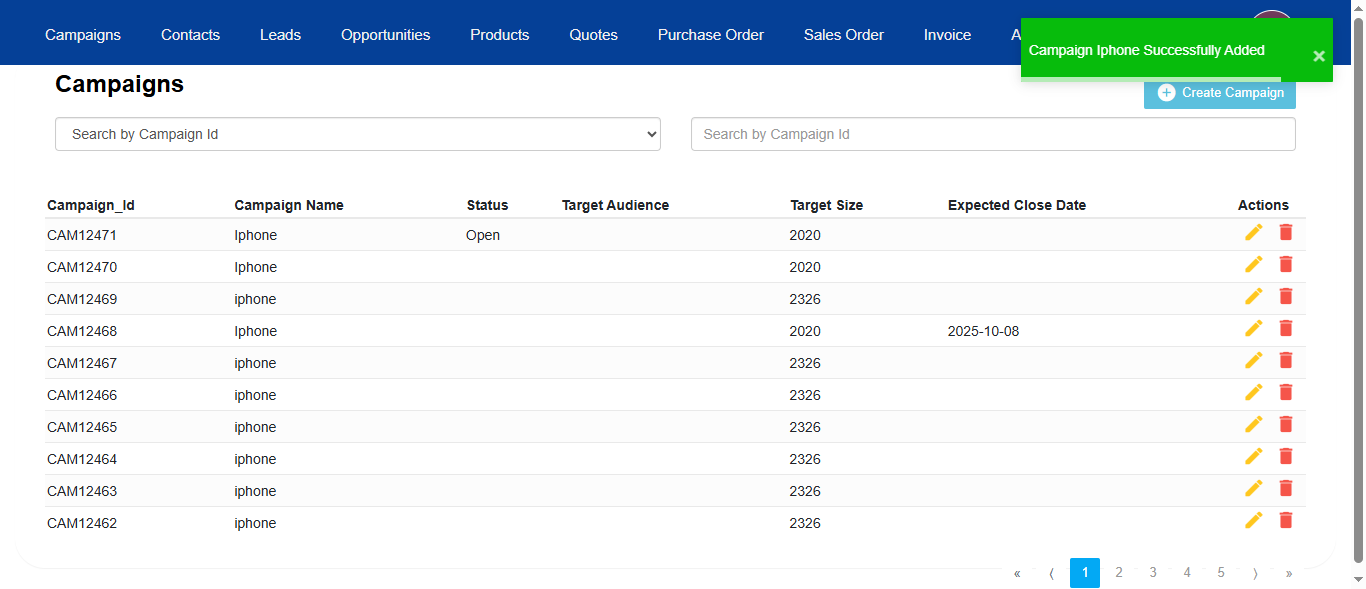 Campaigns Contacts Leads Opportunities Products Quotes Purchase Order Sales Order Invoice A
Campaign Iphone Successfully Added ×
Campaigns
+ Create Campaign
Search by Campaign Id Search by Campaign Id
Campaign_Id Campaign Name Status Target Audience Target Size Expected Close Date Actions
CAM12471 Iphone Open 2020
CAM12470 Iphone 2020
CAM12469 iphone 2326
CAM12468 Iphone 2020 2025-10-08
CAM12467 iphone 2326
CAM12466 iphone 2326
CAM12465 iphone 2326
CAM12464 iphone 2326
CAM12463 iphone 2326
CAM12462 iphone 2326
« ⟨ 1 2 3 4 5 ⟩ »